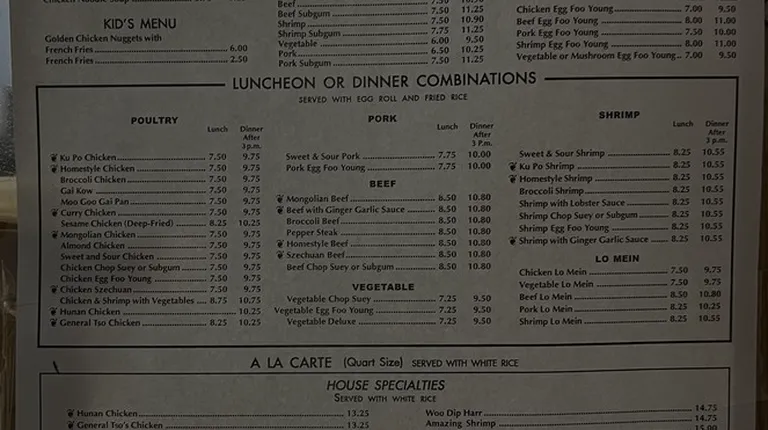 KID'S MENU
Golden Chicken Nuggets with
French Fries 6.00
French Fries 2.50
Beef 7.50
Beef Subgum 7.50 11.25
Shrimp 7.50 10.90
Shrimp Subgum 7.75 11.25
Vegetable 6.00 9.50
Pork 6.50 10.25
Pork Subgum 7.50 11.25
Chicken Egg Foo Young 7.00 9.50
Beef Egg Foo Young 8.00 11.00
Pork Egg Foo Young 7.50 10.00
Shrimp Egg Foo Young 8.00 11.00
Vegetable or Mushroom Egg Foo Young.. 7.00 9.50
LUNCHEON OR DINNER COMBINATIONS
SERVED WITH EGG ROLL AND FRIED RICE
POULTRY
Lunch Dinner
After
3 p.m.
Ku Po Chicken 7.50 9.75
Homestyle Chicken 7.50 9.75
Broccoli Chicken 7.50 9.75
Gai Kow 7.50 9.75
Moo Goo Gai Pan 7.50 9.75
Curry Chicken 7.50 9.75
Sesame Chicken (Deep-Fried) 8.25 10.25
Mongolian Chicken 7.50 9.75
Almond Chicken 7.50 9.75
Sweet and Sour Chicken 7.50 9.75
Chicken Chop Suey or Subgum 7.50 9.75
Chicken Egg Foo Young 7.50 9.75
Chicken Szechuan 7.50 9.75
Chicken & Shrimp with Vegetables 8.75 10.75
Hunan Chicken 10.25
General Tso Chicken 8.25 10.25
PORK
Lunch Dinner
After
3 P.m.
Sweet & Sour Pork 7.75 10.00
Pork Egg Foo Young 7.75 10.00
BEEF
Mongolian Beef 8.50 10.80
Beef with Ginger Garlic Sauce 8.50 10.80
Broccoli Beef 8.50 10.80
Pepper Steak 8.50 10.80
Homestyle Beef 8.50 10.80
Szechuan Beef 8.50 10.80
Beef Chop Suey or Subgum 8.50 10.80
VEGETABLE
Vegetable Chop Suey 7.25 9.50
Vegetable Egg Foo Young 7.25 9.50
Vegetable Deluxe 7.25 9.50
SHRIMP
Lunch Dinner
After
3 p.m.
Sweet & Sour Shrimp 8.25 10.55
Ku Po Shrimp 8.25 10.55
Homestyle Shrimp 8.25 10.55
Broccoli Shrimp 8.25 10.55
Shrimp with Lobster Sauce 8.25 10.55
Shrimp Chop Suey or Subgum 8.25 10.55
Shrimp Egg Foo Young 8.25 10.55
Shrimp with Ginger Garlic Sauce 8.25 10.55
LO MEIN
Chicken Lo Mein 7.50 9.75
Vegetable Lo Mein 7.50 9.75
Beef Lo Mein 8.50 10.80
Pork Lo Mein 8.25 10.25
Shrimp Lo Mein 8.25 10.55
A LA CARTE (Quart Size) SERVED WITH WHITE RICE
HOUSE SPECIALTIES
SERVED WITH WHITE RICE
Hunan Chicken 13.25
General Tso's Chicken 13.25
Woo Dip Harr 14.75
Amazing Shrimp 14.75
15.00